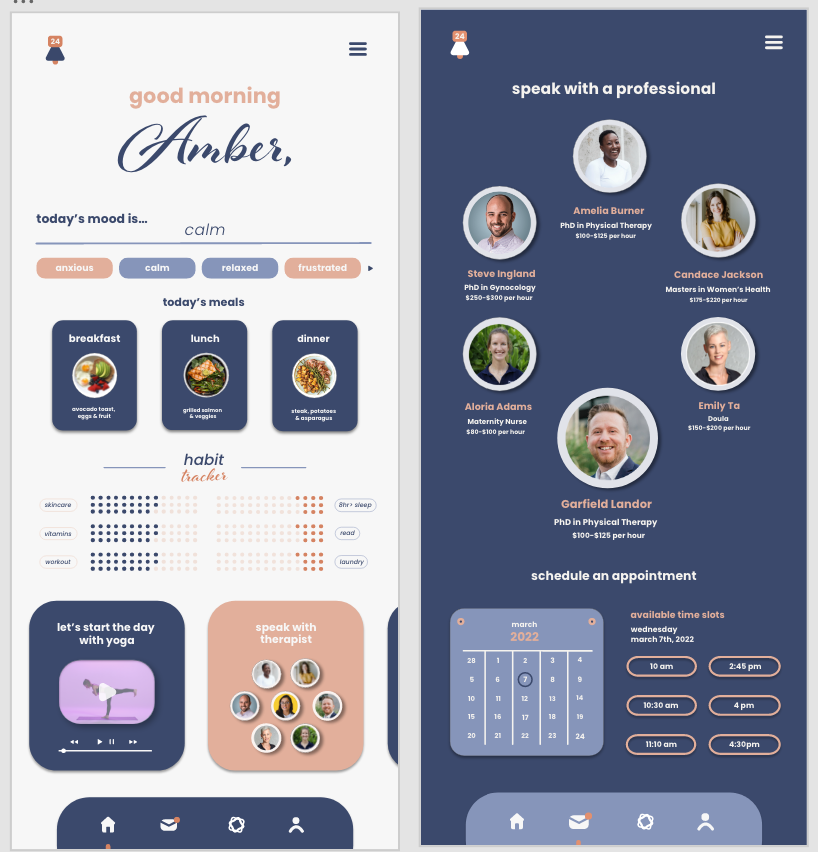 24
good morning
Amber,
today's mood is...
calm
anxious
calm
relaxed
frustrated
today's meals
breakfast
avocado toast,
eggs & fruit
lunch
grilled salmon
& veggies
dinner
steak, potatoes
& asparagus
habit
tracker
skincare
8hr> sleep
vitamins
read
workout
laundry
let's start the day
with yoga
speak with
therapist
24
speak with a professional
Amelia Burner
PhD in Physical Therapy
$100-$125 per hour
Steve Ingland
PhD in Gynocology
$250-$300 per hour
Candace Jackson
Masters in Women's Health
$175-$220 per hour
Aloria Adams
Maternity Nurse
$80-$100 per hour
Emily Ta
Doula
$150-$200 per hour
Garfield Landor
PhD in Physical Therapy
$100-$125 per hour
schedule an appointment
march
2022
28 1 2 3 4
5 6 7 8 9
10 11 12 13 14
15 16 17 18 19
20 21 22 23 24
available time slots
wednesday
march 7th, 2022
10 am
2:45 pm
10:30 am
4 pm
11:10 am
4:30pm